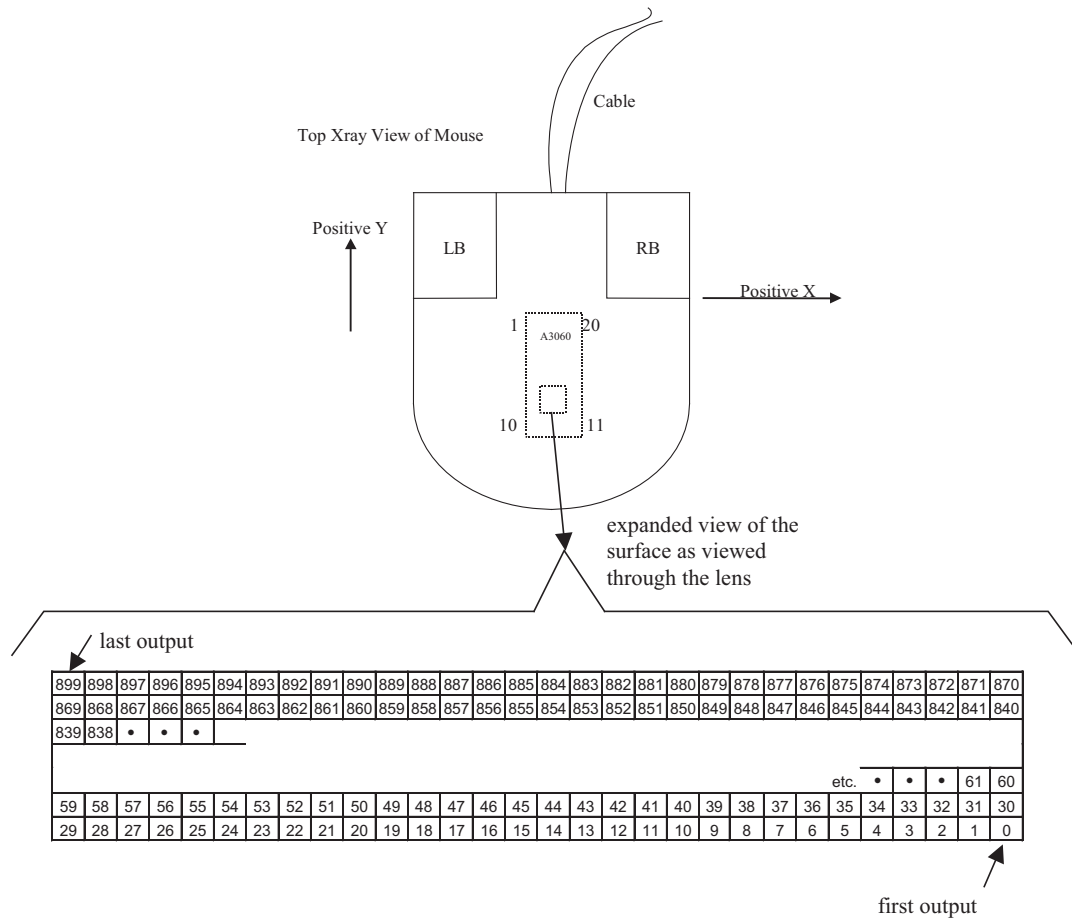 Cable
Top Xray View of Mouse
Positive Y
LB
RB
Positive X
1
20
A3060
10
11
expanded view of the
surface as viewed
through the lens
last output
899 898 897 896 895 894 893 892 891 890 889 888 887 886 885 884 883 882 881 880 879 878 877 876 875 874 873 872 871 870
869 868 867 866 865 864 863 862 861 860 859 858 857 856 855 854 853 852 851 850 849 848 847 846 845 844 843 842 841 840
839 838 • • •
etc. • • • 61 60
59 58 57 56 55 54 53 52 51 50 49 48 47 46 45 44 43 42 41 40 39 38 37 36 35 34 33 32 31 30
29 28 27 26 25 24 23 22 21 20 19 18 17 16 15 14 13 12 11 10 9 8 7 6 5 4 3 2 1 0
first output